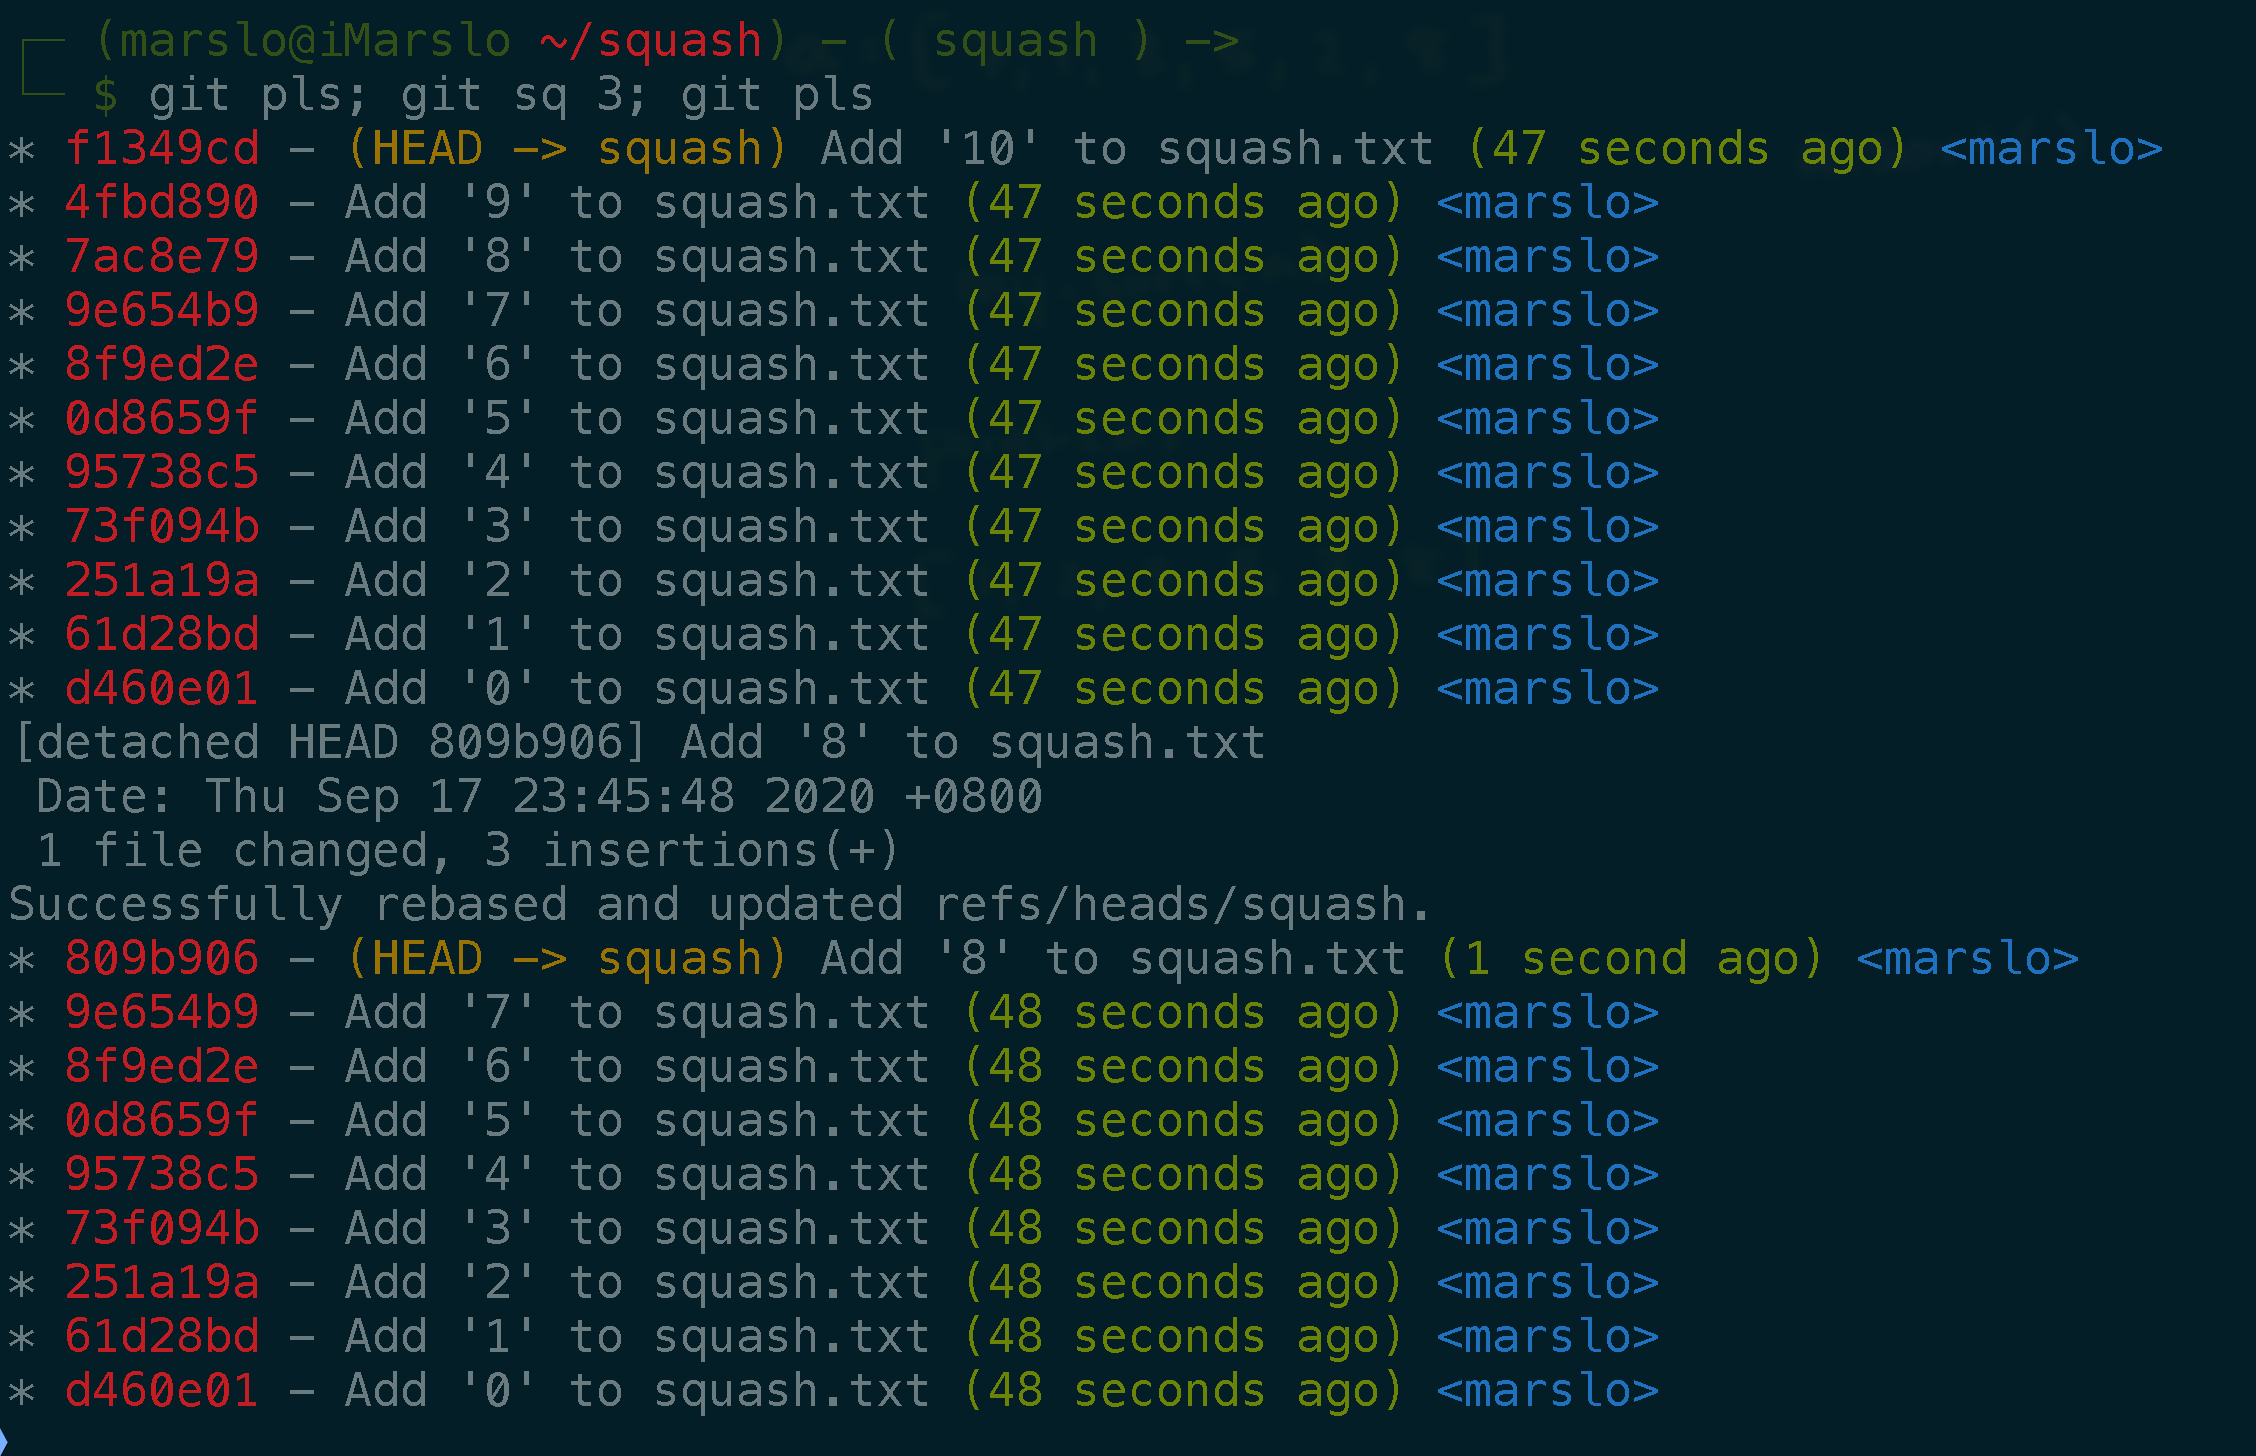 (marslo@iMarslo ~/squash) - ( squash ) ->
$ git pls; git sq 3; git pls
* f1349cd - (HEAD -> squash) Add '10' to squash.txt (47 seconds ago) <marslo>
* 4fbd890 - Add '9' to squash.txt (47 seconds ago) <marslo>
* 7ac8e79 - Add '8' to squash.txt (47 seconds ago) <marslo>
* 9e654b9 - Add '7' to squash.txt (47 seconds ago) <marslo>
* 8f9ed2e - Add '6' to squash.txt (47 seconds ago) <marslo>
* 0d8659f - Add '5' to squash.txt (47 seconds ago) <marslo>
* 95738c5 - Add '4' to squash.txt (47 seconds ago) <marslo>
* 73f094b - Add '3' to squash.txt (47 seconds ago) <marslo>
* 251a19a - Add '2' to squash.txt (47 seconds ago) <marslo>
* 61d28bd - Add '1' to squash.txt (47 seconds ago) <marslo>
* d460e01 - Add '0' to squash.txt (47 seconds ago) <marslo>
[detached HEAD 809b906] Add '8' to squash.txt
 Date: Thu Sep 17 23:45:48 2020 +0800
 1 file changed, 3 insertions(+)
Successfully rebased and updated refs/heads/squash.
* 809b906 - (HEAD -> squash) Add '8' to squash.txt (1 second ago) <marslo>
* 9e654b9 - Add '7' to squash.txt (48 seconds ago) <marslo>
* 8f9ed2e - Add '6' to squash.txt (48 seconds ago) <marslo>
* 0d8659f - Add '5' to squash.txt (48 seconds ago) <marslo>
* 95738c5 - Add '4' to squash.txt (48 seconds ago) <marslo>
* 73f094b - Add '3' to squash.txt (48 seconds ago) <marslo>
* 251a19a - Add '2' to squash.txt (48 seconds ago) <marslo>
* 61d28bd - Add '1' to squash.txt (48 seconds ago) <marslo>
* d460e01 - Add '0' to squash.txt (48 seconds ago) <marslo>